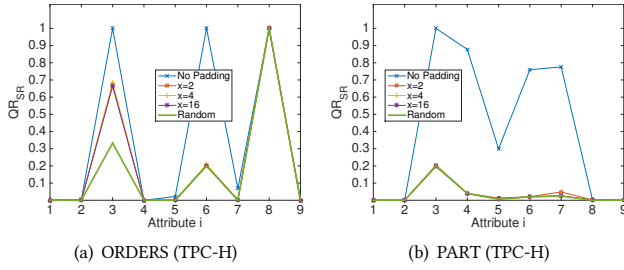 1
0.9
0.8
0.7
0.6
0.5
0.4
0.3
0.2
0.1
QR_SR
No Padding
x=2
x=4
x=16
Random
1 2 3 4 5 6 7 8 9
Attribute i
(a) ORDERS (TPC-H)
1
0.9
0.8
0.7
0.6
0.5
0.4
0.3
0.2
0.1
QR_SR
No Padding
x=2
x=4
x=16
Random
1 2 3 4 5 6 7 8 9
Attribute i
(b) PART (TPC-H)